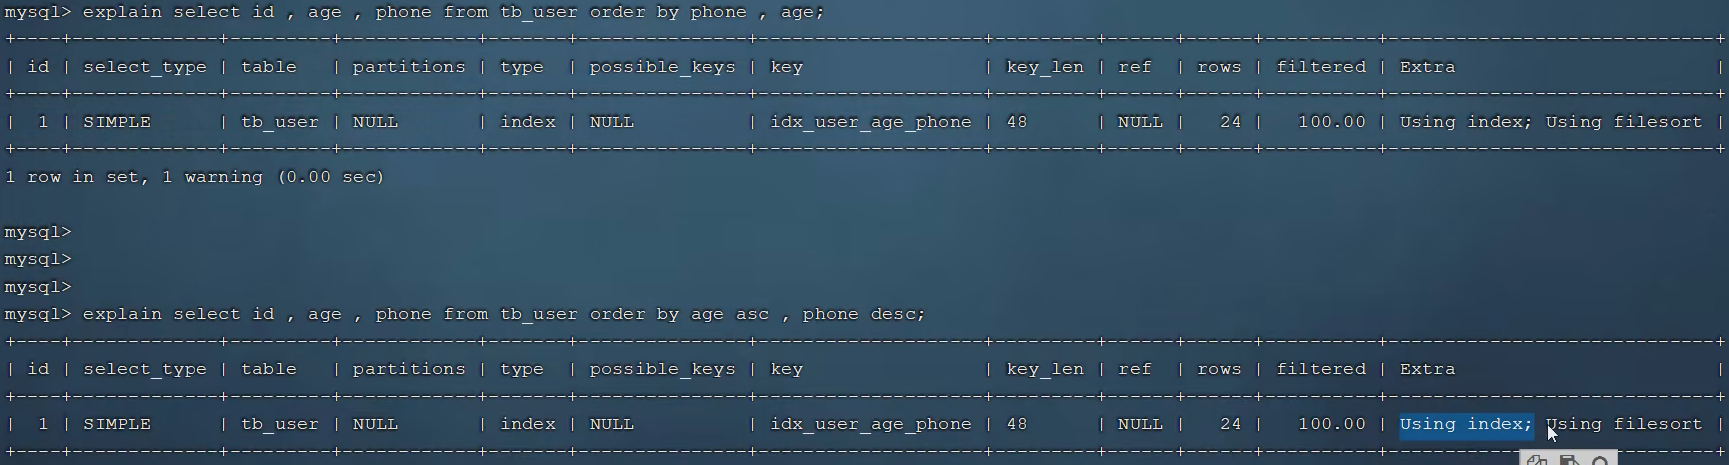 mysql> explain select id , age , phone from tb_user order by phone , age;
+----+-------------+---------+------------+-------+---------------+--------------------+---------+------+------+----------+-----------------------------+
| id | select_type | table   | partitions | type  | possible_keys | key                | key_len | ref  | rows | filtered | Extra                       |
+----+-------------+---------+------------+-------+---------------+--------------------+---------+------+------+----------+-----------------------------+
|  1 | SIMPLE      | tb_user | NULL       | index | NULL          | idx_user_age_phone | 48      | NULL |   24 |   100.00 | Using index; Using filesort |
+----+-------------+---------+------------+-------+---------------+--------------------+---------+------+------+----------+-----------------------------+
1 row in set, 1 warning (0.00 sec)
mysql>
mysql>
mysql>
mysql> explain select id , age , phone from tb_user order by age asc , phone desc;
+----+-------------+---------+------------+-------+---------------+--------------------+---------+------+------+----------+-----------------------------+
| id | select_type | table   | partitions | type  | possible_keys | key                | key_len | ref  | rows | filtered | Extra                       |
+----+-------------+---------+------------+-------+---------------+--------------------+---------+------+------+----------+-----------------------------+
|  1 | SIMPLE      | tb_user | NULL       | index | NULL          | idx_user_age_phone | 48      | NULL |   24 |   100.00 | Using index; Using filesort |
+----+-------------+---------+------------+-------+---------------+--------------------+---------+------+------+----------+-----------------------------+